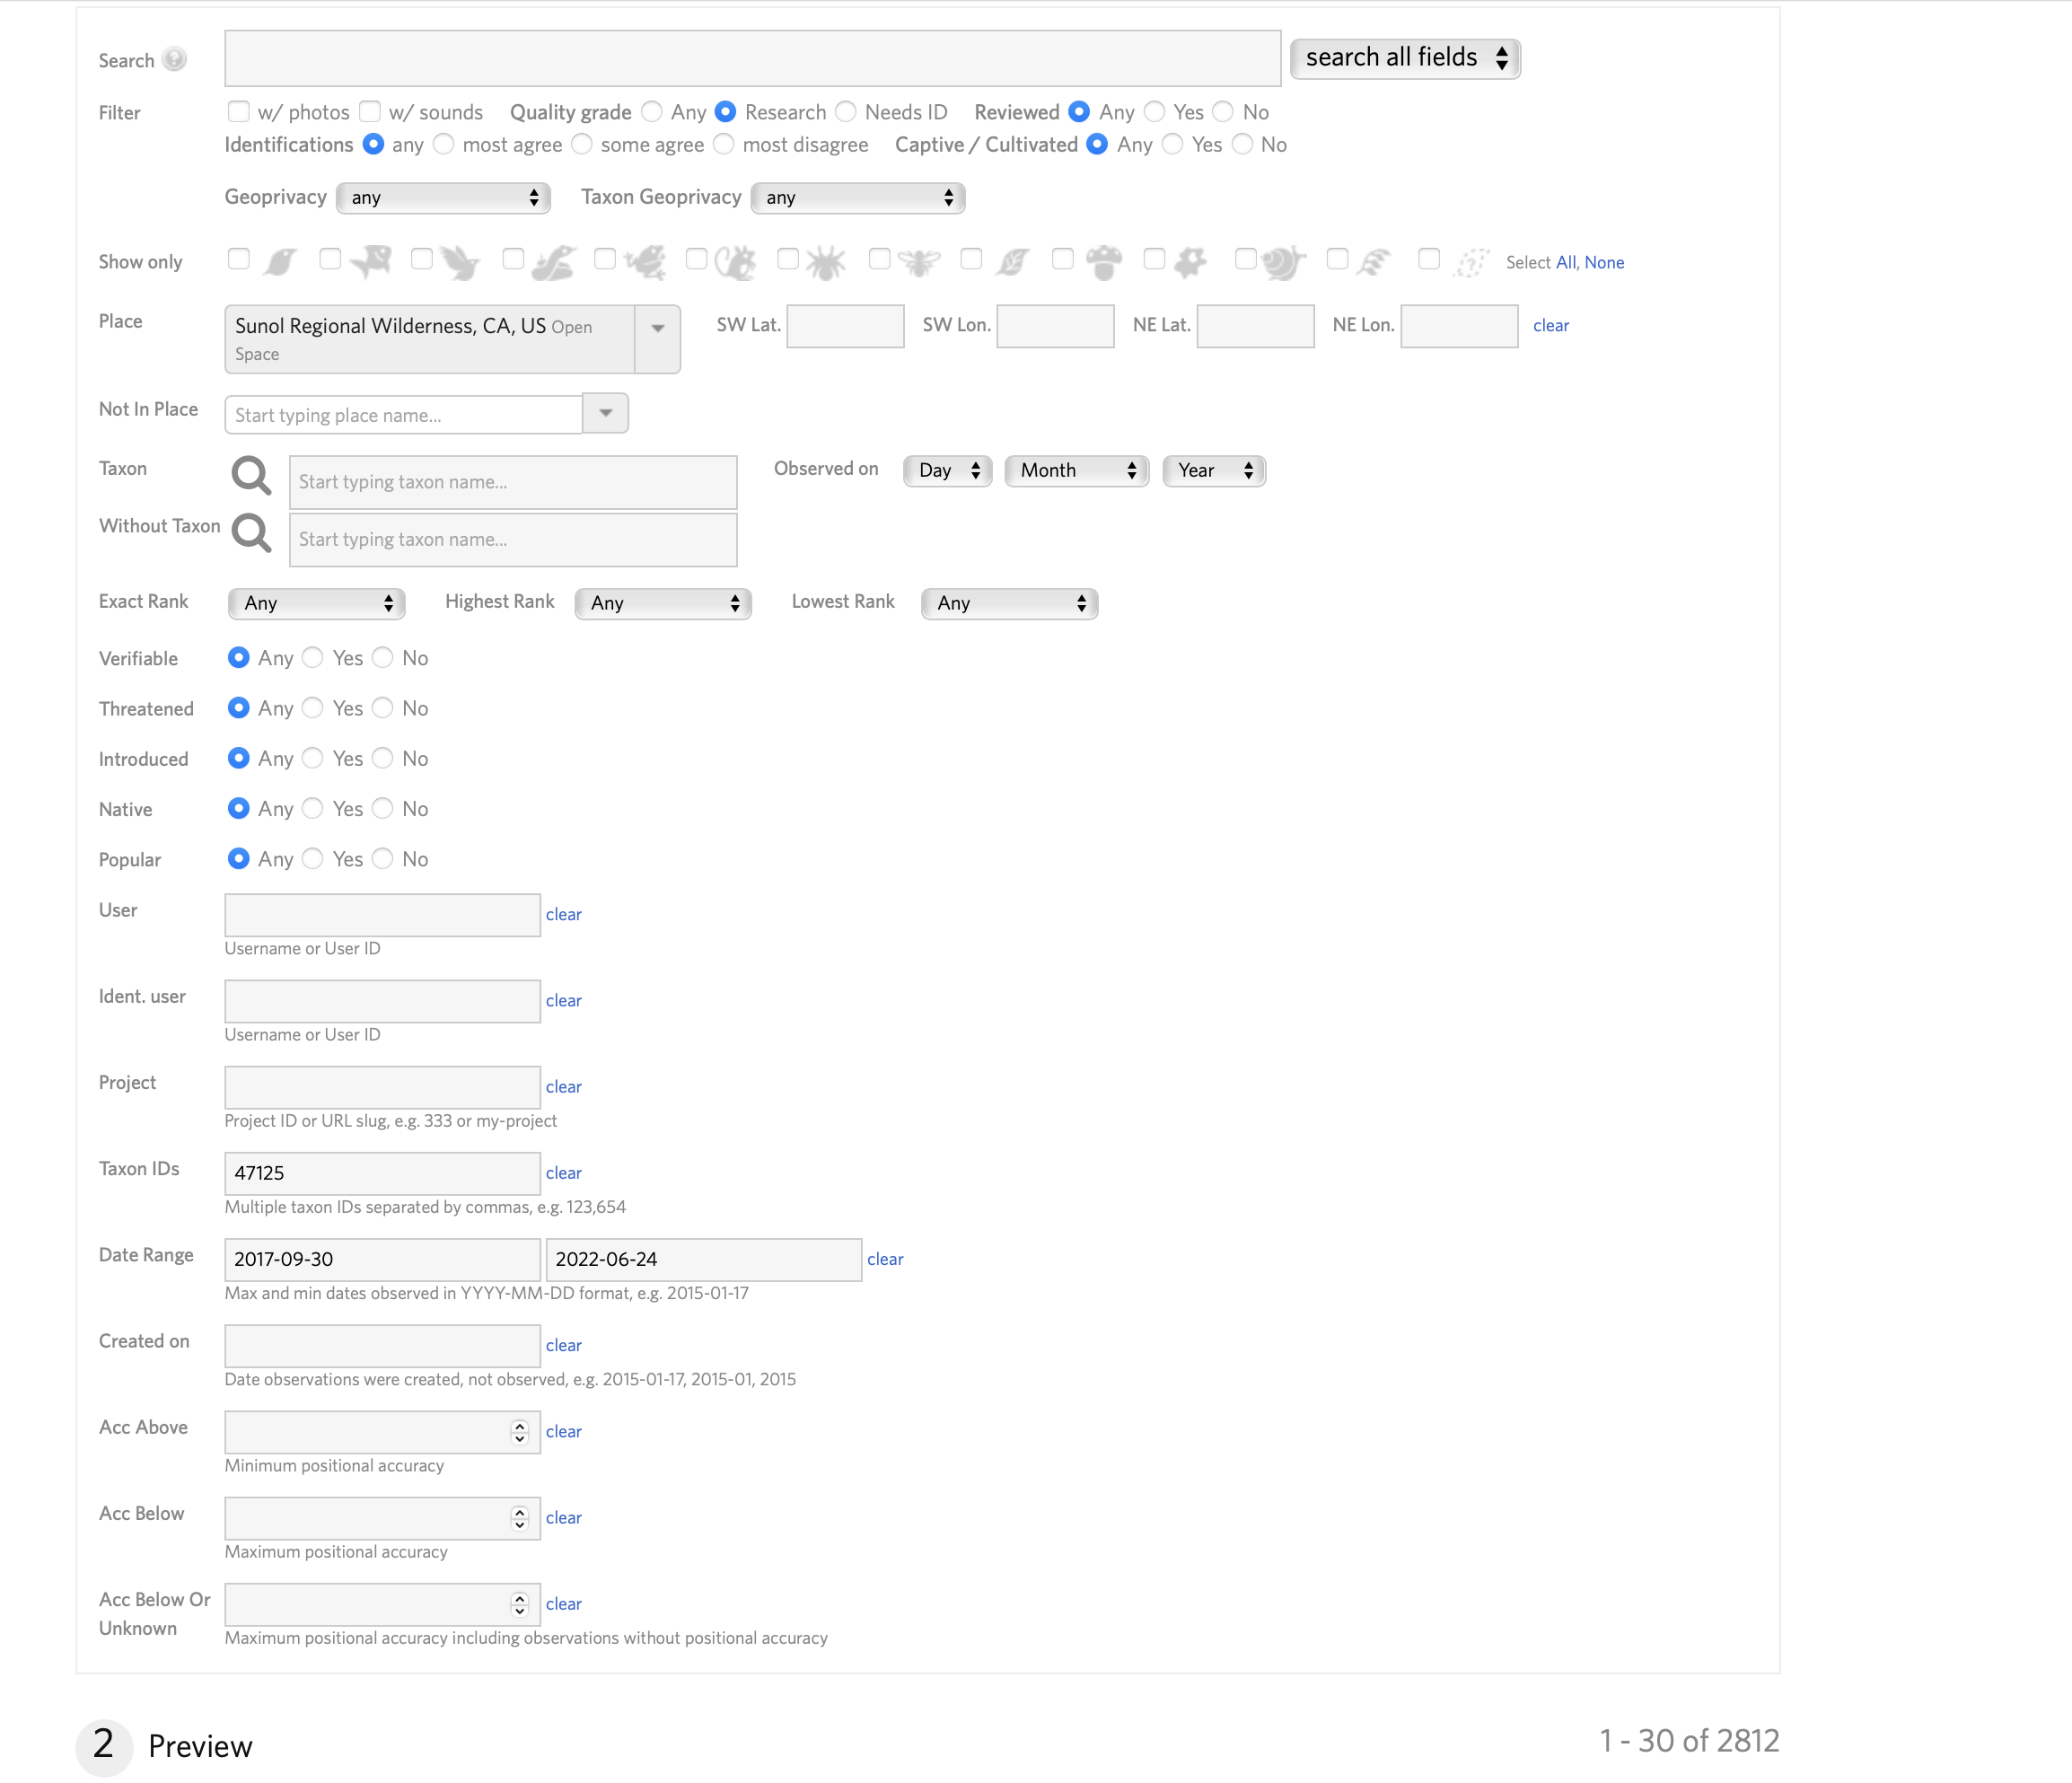 Search ? search all fields
Filter w/ photos w/ sounds Quality grade Any Research Needs ID Reviewed Any Yes No
Identifications any most agree some agree most disagree Captive / Cultivated Any Yes No
Geoprivacy any Taxon Geoprivacy any
Show only ? Select All, None
Place Sunol Regional Wilderness, CA, US Open Space SW Lat. SW Lon. NE Lat. NE Lon. clear
Not In Place Start typing place name...
Taxon Start typing taxon name... Observed on Day Month Year
Without Taxon Start typing taxon name...
Exact Rank Any Highest Rank Any Lowest Rank Any
Verifiable Any Yes No
Threatened Any Yes No
Introduced Any Yes No
Native Any Yes No
Popular Any Yes No
User clear
Username or User ID
Ident. user clear
Username or User ID
Project clear
Project ID or URL slug, e.g. 333 or my-project
Taxon IDs 47125 clear
Multiple taxon IDs separated by commas, e.g. 123,654
Date Range 2017-09-30 2022-06-24 clear
Max and min dates observed in YYYY-MM-DD format, e.g. 2015-01-17
Created on clear
Date observations were created, not observed, e.g. 2015-01-17, 2015-01, 2015
Acc Above clear
Minimum positional accuracy
Acc Below clear
Maximum positional accuracy
Acc Below Or Unknown clear
Maximum positional accuracy including observations without positional accuracy
2 Preview 1 - 30 of 2812